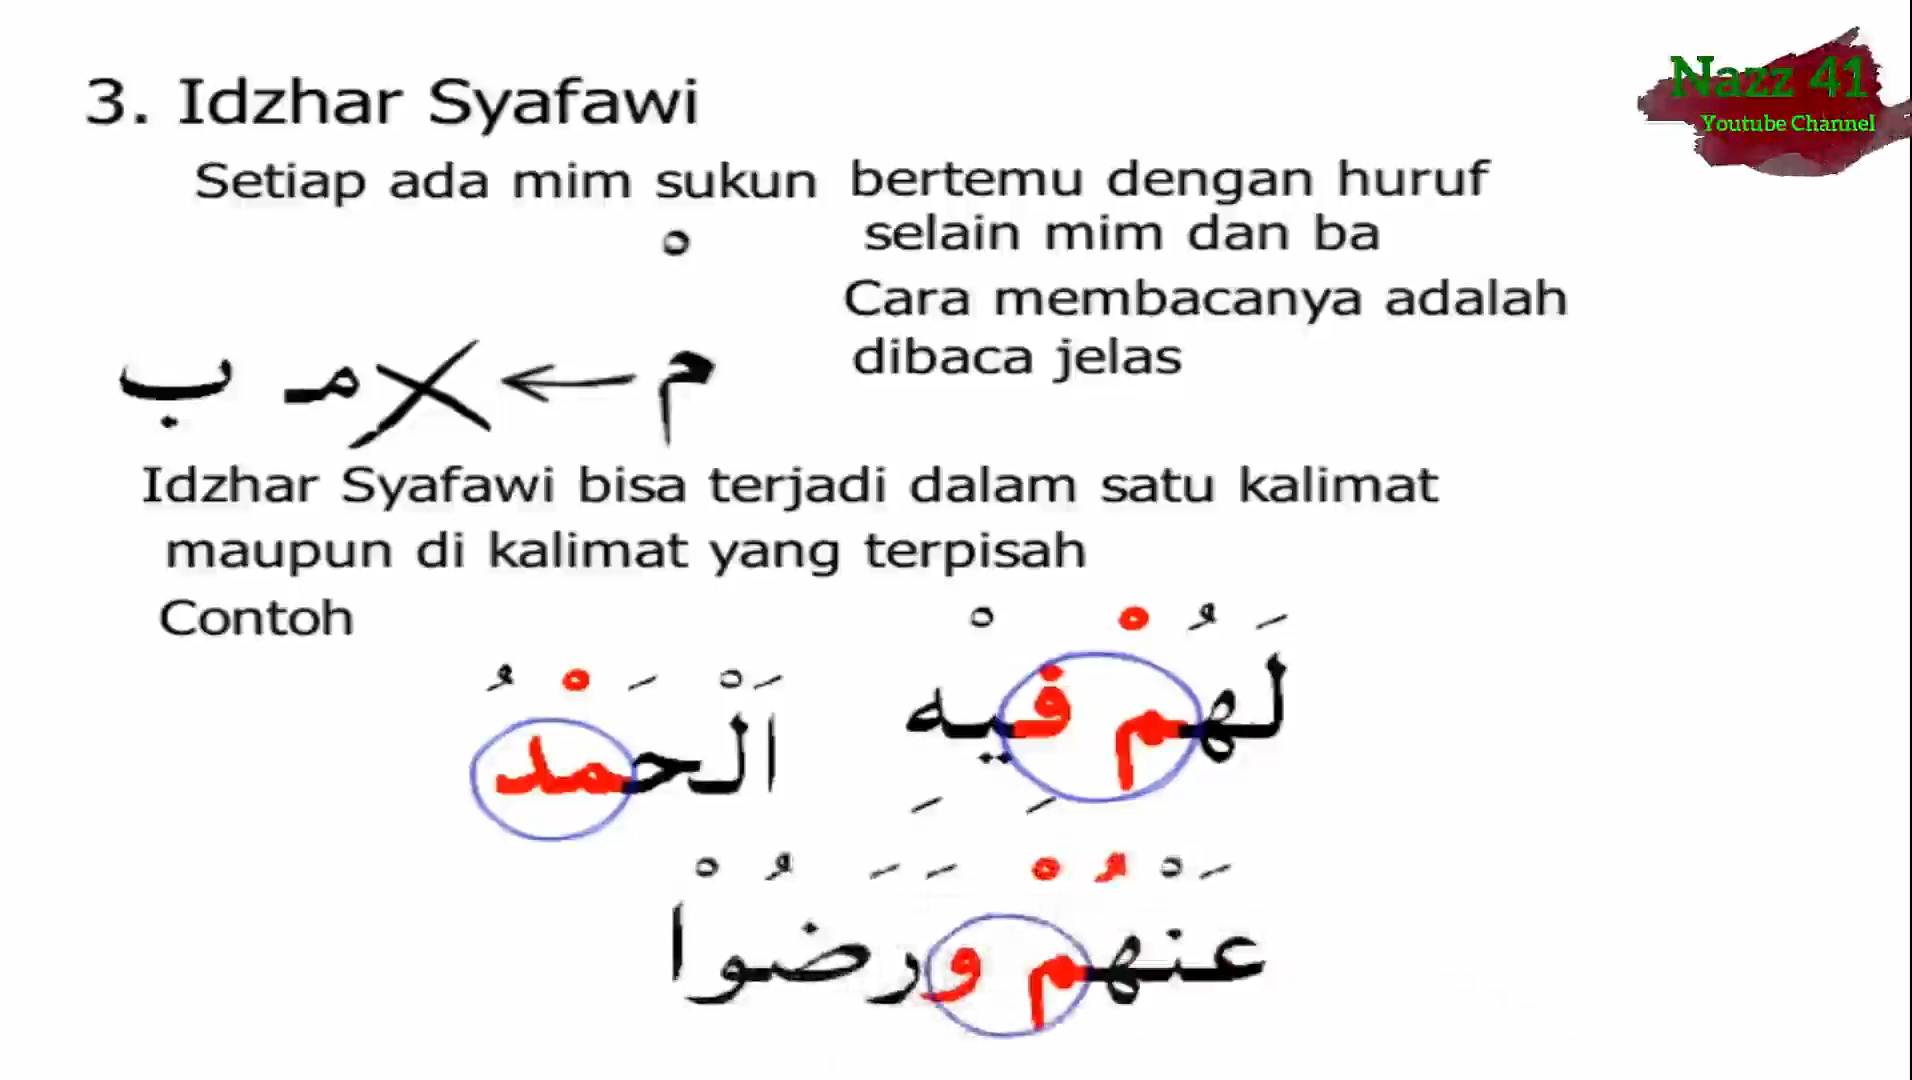 Nazz 41
Youtube Channel
3. Idzhar Syafawi
Setiap ada mim sukun bertemu dengan huruf
selain mim dan ba
Cara membacanya adalah
dibaca jelas
مْ ← مـ ب
Idzhar Syafawi bisa terjadi dalam satu kalimat
maupun di kalimat yang terpisah
Contoh
لَهُمْ فِيْهِ
اَلْحَمْدُ
عَنْهُمْ وَرَضُوْا